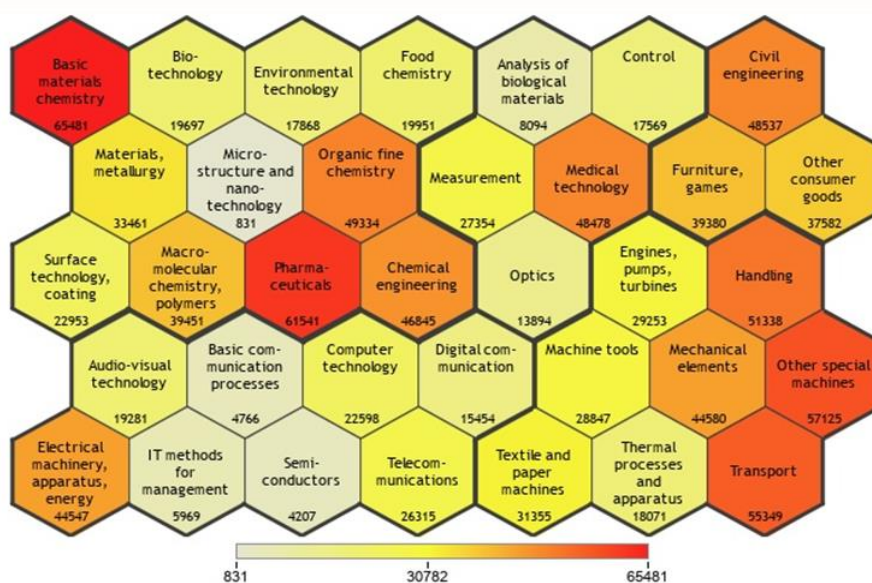 Basic
materials
chemistry
65481
Bio-
technology
19697
Environmental
technology
17868
Food
chemistry
19951
Analysis of
biological
materials
8094
Control
17569
Civil
engineering
48537
Materials,
metallurgy
33461
Micro-
structure and
nano-
technology
831
Organic fine
chemistry
49334
Measurement
27354
Medical
technology
48478
Furniture,
games
39380
Other
consumer
goods
37582
Surface
technology,
coating
22953
Macro-
molecular
chemistry,
polymers
39451
Pharma-
ceuticals
61541
Chemical
engineering
46845
Optics
13894
Engines,
pumps,
turbines
29253
Handling
51338
Audio-visual
technology
19281
Basic com-
munication
processes
4766
Computer
technology
22598
Digital com-
munication
15454
Machine tools
28847
Mechanical
elements
44580
Other special
machines
57125
Electrical
machinery,
apparatus,
energy
44547
IT methods
for
management
5969
Semi-
conductors
4207
Telecom-
munications
26315
Textile and
paper
machines
31355
Thermal
processes
and
apparatus
18071
Transport
55349
831
30782
65481